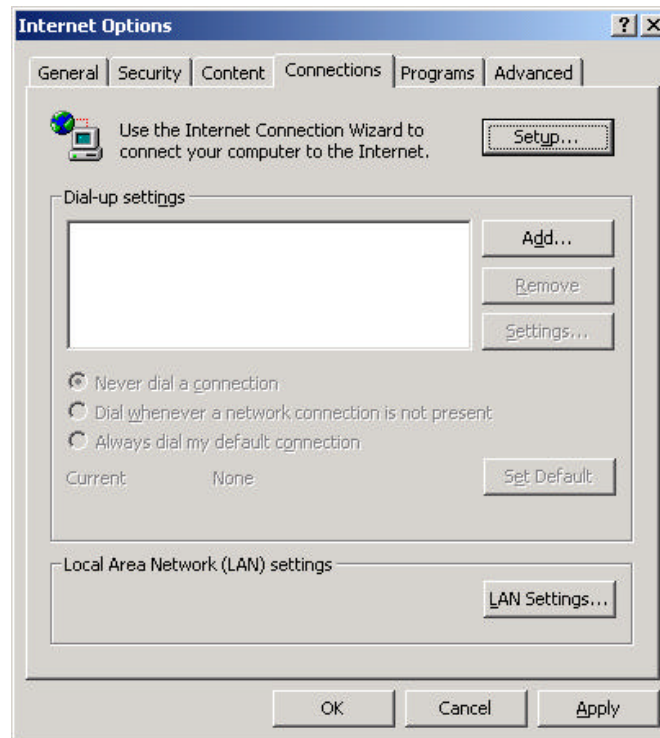 Internet Options
General Security Content Connections Programs Advanced
Use the Internet Connection Wizard to
connect your computer to the Internet.
Setup...
Dial-up settings
Add...
Remove
Settings...
Never dial a connection
Dial whenever a network connection is not present
Always dial my default connection
Current None
Set Default
Local Area Network (LAN) settings
LAN Settings...
OK Cancel Apply